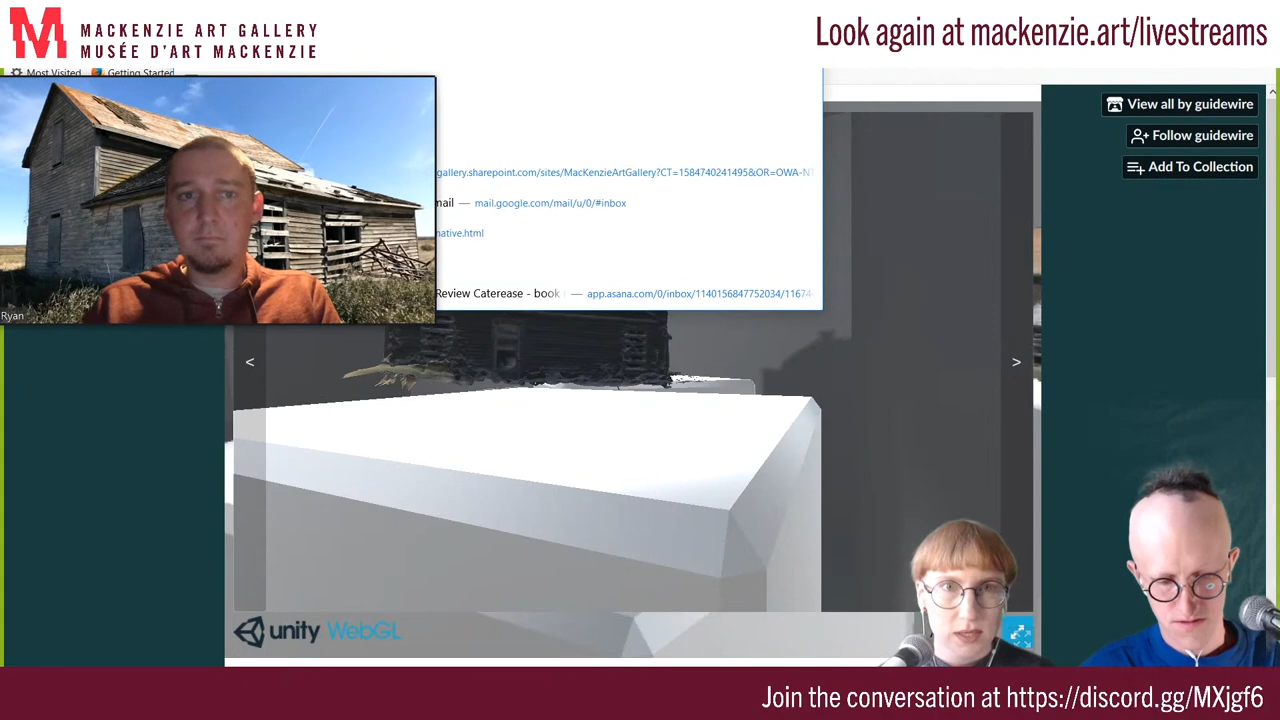 MACKENZIE ART GALLERY
MUSÉE D'ART MACKENZIE
Look again at mackenzie.art/livestreams
Most Visited
Getting Started
View all by guidewire
Follow guidewire
Add To Collection
gallery.sharepoint.com/sites/MacKenzieArtGallery?CT=1584740241495&OR=OWA-NT
mail — mail.google.com/mail/u/0/#inbox
native.html
Review Caterease - book — app.asana.com/0/inbox/1140156847752034/11674
Ryan
<
>
unity WebGL
Join the conversation at https://discord.gg/MXjgf6